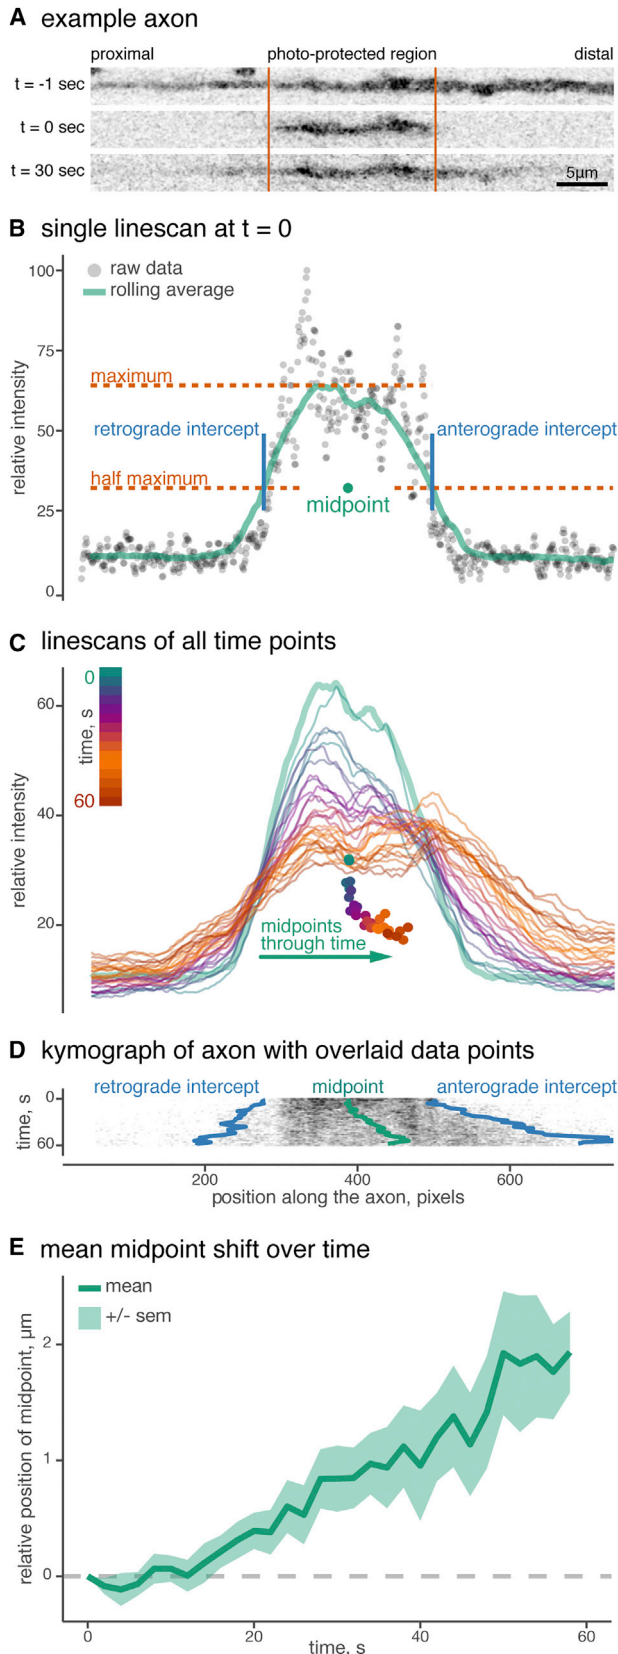 A example axon
proximal photo-protected region distal
t = -1 sec
t = 0 sec
t = 30 sec
5µm
B single linescan at t = 0
100
raw data
rolling average
75
maximum
relative intensity
50
retrograde intercept anterograde intercept
half maximum
midpoint
25
0
C linescans of all time points
0
time, s
60
60
relative intensity
40
20
midpoints
through time
D kymograph of axon with overlaid data points
retrograde intercept midpoint anterograde intercept
0
time, s
60
200 400 600
position along the axon, pixels
E mean midpoint shift over time
mean
+/- sem
2
relative position of midpoint, µm
1
0
0 20 40 60
time, s